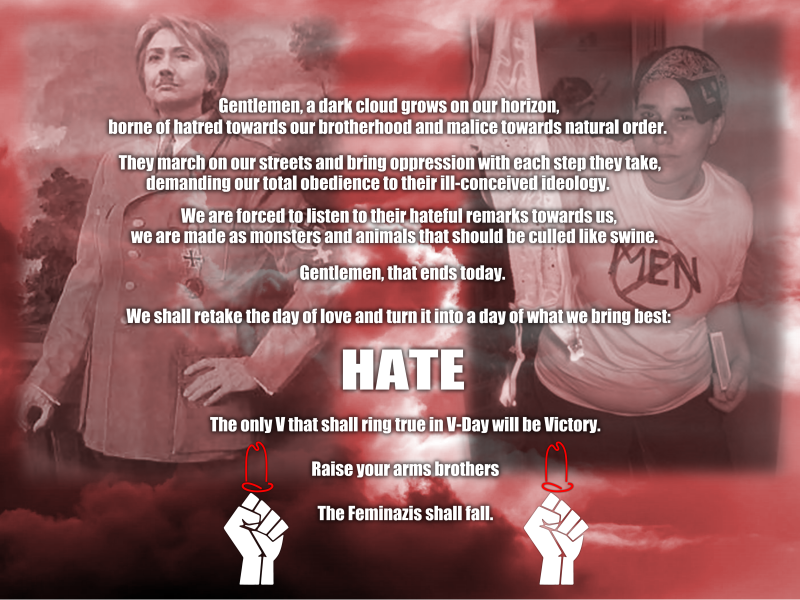 Gentlemen, a dark cloud grows on our horizon,
borne of hatred towards our brotherhood and malice towards natural order.
They march on our streets and bring oppression with each step they take,
demanding our total obedience to their ill-conceived ideology.
We are forced to listen to their hateful remarks towards us,
we are made as monsters and animals that should be culled like swine.
MEN
Gentlemen, that ends today.
We shall retake the day of love and turn it into a day of what we bring best:
HATE
The only V that shall ring true in V-Day will be Victory.
Raise your arms brothers
The Feminazis shall fall.